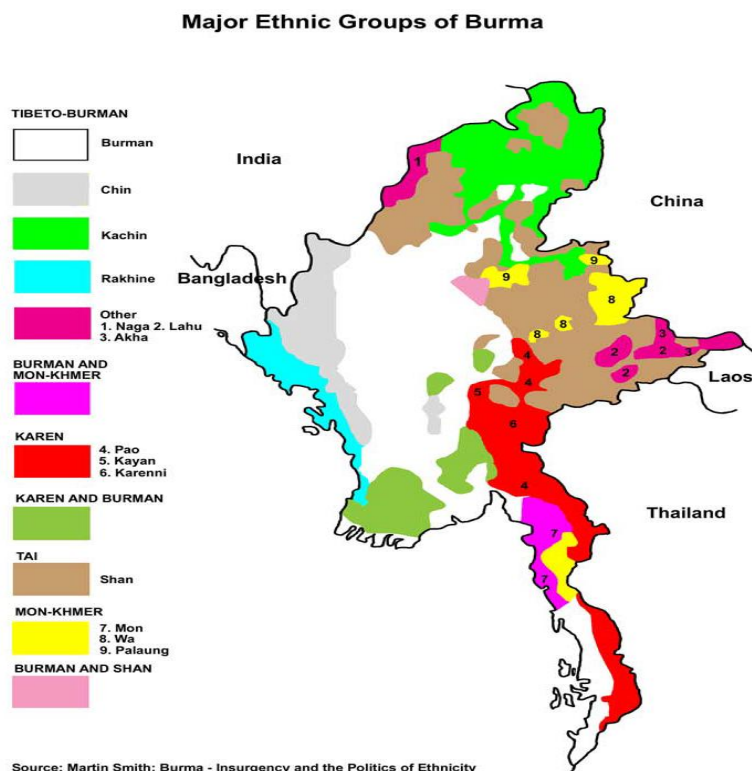 Major Ethnic Groups of Burma
TIBETO-BURMAN
Burman
Chin
Kachin
Rakhine
Other
1. Naga 2. Lahu
3. Akha
BURMAN AND
MON-KHMER
KAREN
4. Pao
5. Kayan
6. Karenni
KAREN AND BURMAN
TAI
Shan
MON-KHMER
7. Mon
8. Wa
9. Palaung
BURMAN AND SHAN
India
China
Bangladesh
Laos
Thailand
1
9
9
8
8
8
3
2
2
3
2
4
4
5
6
4
7
7
Source: Martin Smith: Burma - Insurgency and the Politics of Ethnicity